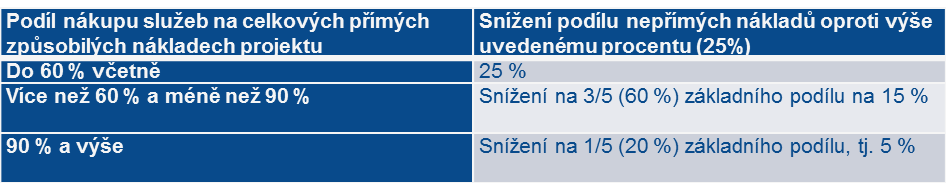 Podíl nákupu služeb na celkových přímých
způsobilých nákladech projektu
Snížení podílu nepřímých nákladů oproti výše
uvedenému procentu (25%)
Do 60 % včetně
25 %
Více než 60 % a méně než 90 %
Snížení na 3/5 (60 %) základního podílu na 15 %
90 % a výše
Snížení na 1/5 (20 %) základního podílu, tj. 5 %